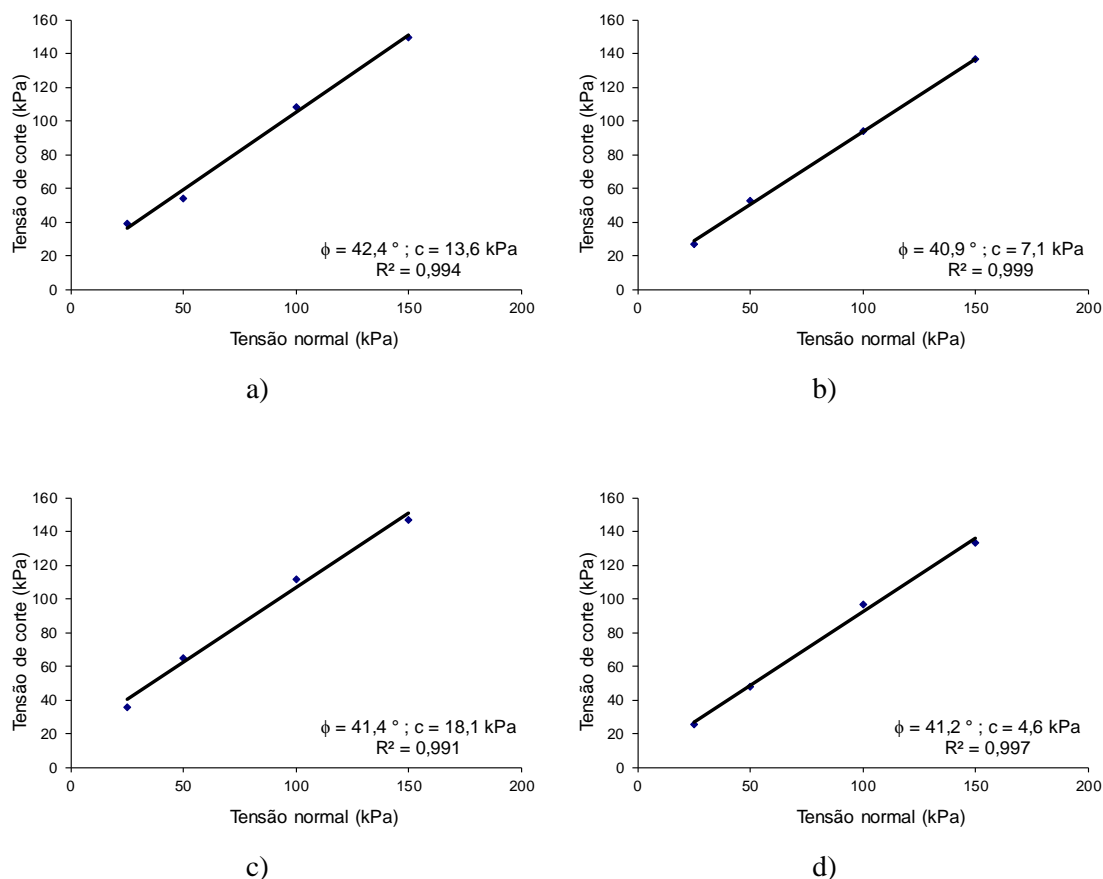 Tensão de corte (kPa)
160
140
120
100
80
60
40
20
0
0 50 100 150 200
Tensão normal (kPa)
ϕ = 42,4 ° ; c = 13,6 kPa
R² = 0,994
a)
Tensão de corte (kPa)
160
140
120
100
80
60
40
20
0
0 50 100 150 200
Tensão normal (kPa)
ϕ = 40,9 ° ; c = 7,1 kPa
R² = 0,999
b)
Tensão de corte (kPa)
160
140
120
100
80
60
40
20
0
0 50 100 150 200
Tensão normal (kPa)
ϕ = 41,4 ° ; c = 18,1 kPa
R² = 0,991
c)
Tensão de corte (kPa)
160
140
120
100
80
60
40
20
0
0 50 100 150 200
Tensão normal (kPa)
ϕ = 41,2 ° ; c = 4,6 kPa
R² = 0,997
d)